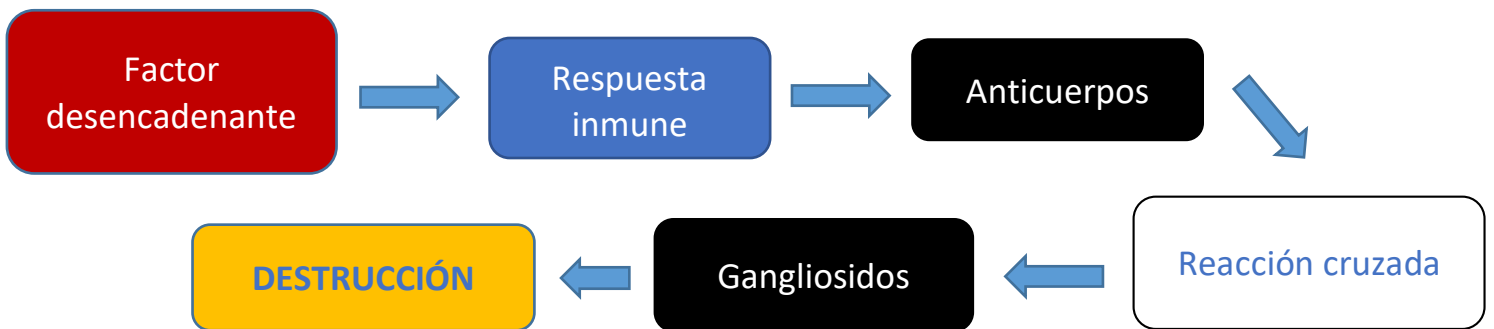 Factor
desencadenante
Respuesta
inmune
Anticuerpos
Reacción cruzada
Gangliosidos
DESTRUCCIÓN